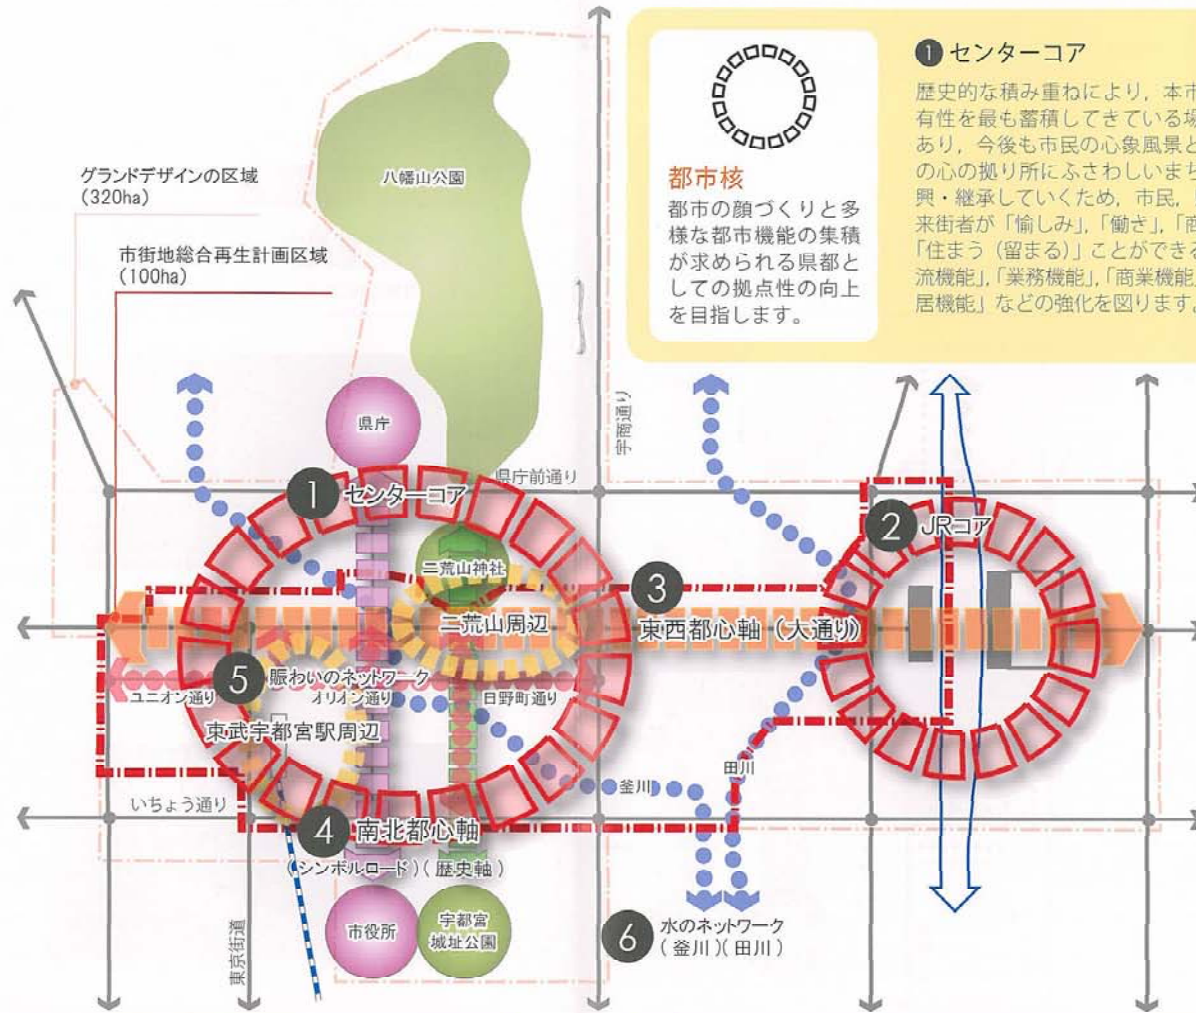 都市核
都市の顔づくりと多
様な都市機能の集積
が求められる県都と
しての拠点性の向上
を目指します。
1 センターコア
歴史的な積み重ねにより，本市
有性を最も蓄積してきている場
あり，今後も市民の心象風景と
の心の拠り所にふさわしいまち
興・継承していくため，市民，
来街者が「愉しみ」，「働き」，「商
「住まう（留まる）」ことができる
流機能」，「業務機能」，「商業機能」
居機能」などの強化を図ります。
グランドデザインの区域
(320ha)
市街地総合再生計画区域
(100ha)
八幡山公園
県庁
宇商通り
県庁前通り
1 センターコア
2 JRコア
二荒山神社
3
二荒山周辺
東西都心軸（大通り）
5 賑わいのネットワーク
ユニオン通り
オリオン通り
日野町通り
東武宇都宮駅周辺
田川
釜川
いちょう通り
4 南北都心軸
(シンボルロード)(歴史軸)
市役所
宇都宮
城址公園
東京街道
6 水のネットワーク
(釜川)(田川)